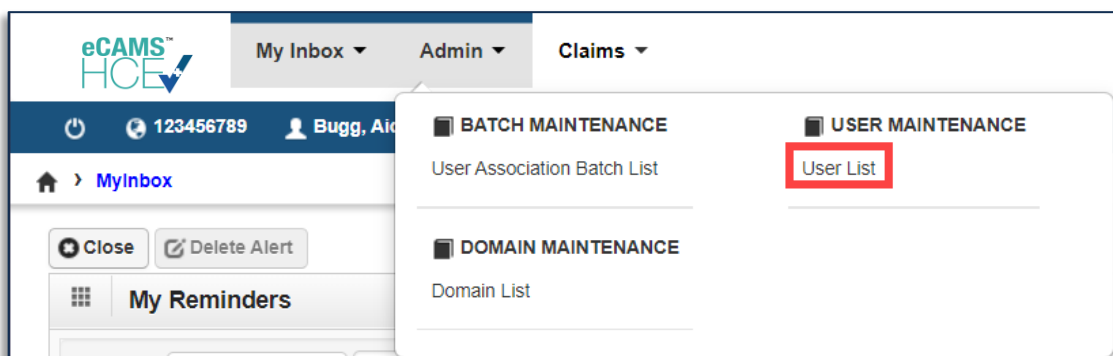 eCAMS™
HCE
My Inbox
Admin
Claims
123456789
Bugg, Aid
BATCH MAINTENANCE
User Association Batch List
USER MAINTENANCE
User List
DOMAIN MAINTENANCE
Domain List
MyInbox
Close
Delete Alert
My Reminders